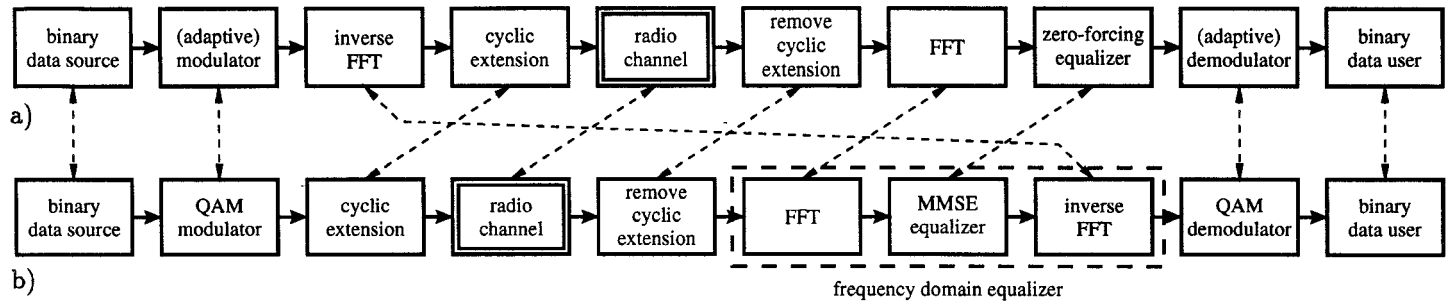 binary
data source
(adaptive)
modulator
inverse
FFT
cyclic
extension
radio
channel
remove
cyclic
extension
FFT
zero-forcing
equalizer
(adaptive)
demodulator
binary
data user
a)
binary
data source
QAM
modulator
cyclic
extension
radio
channel
remove
cyclic
extension
FFT
MMSE
equalizer
inverse
FFT
QAM
demodulator
binary
data user
b)
frequency domain equalizer